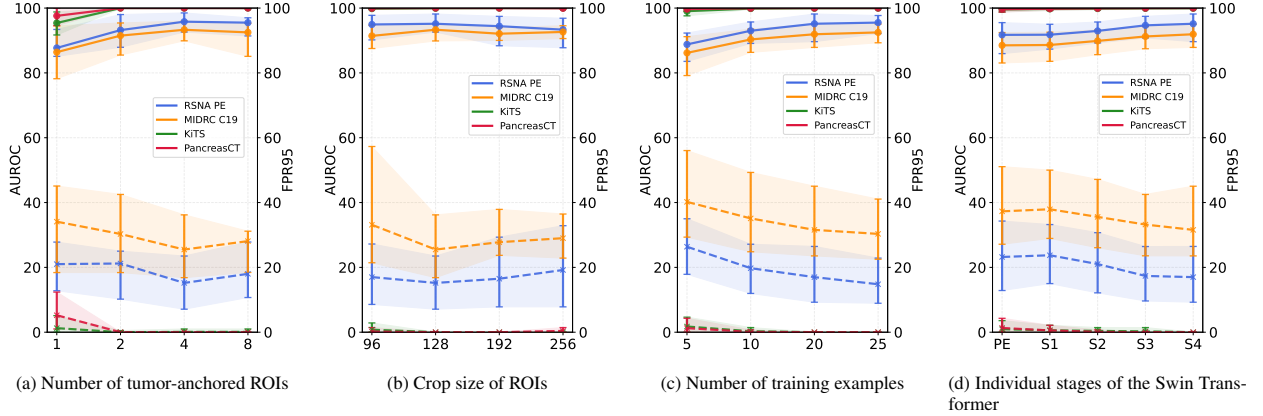 100
80
60
40
20
0
AUROC
100
80
60
40
20
0
FPR95
RSNA PE
MIDRC C19
KiTS
PancreasCT
1 2 4 8
(a) Number of tumor-anchored ROIs
100
80
60
40
20
0
AUROC
100
80
60
40
20
0
FPR95
RSNA PE
MIDRC C19
KiTS
PancreasCT
96 128 192 256
(b) Crop size of ROIs
100
80
60
40
20
0
AUROC
100
80
60
40
20
0
FPR95
RSNA PE
MIDRC C19
KiTS
PancreasCT
5 10 20 25
(c) Number of training examples
100
80
60
40
20
0
AUROC
100
80
60
40
20
0
FPR95
RSNA PE
MIDRC C19
KiTS
PancreasCT
PE S1 S2 S3 S4
(d) Individual stages of the Swin Trans-
former